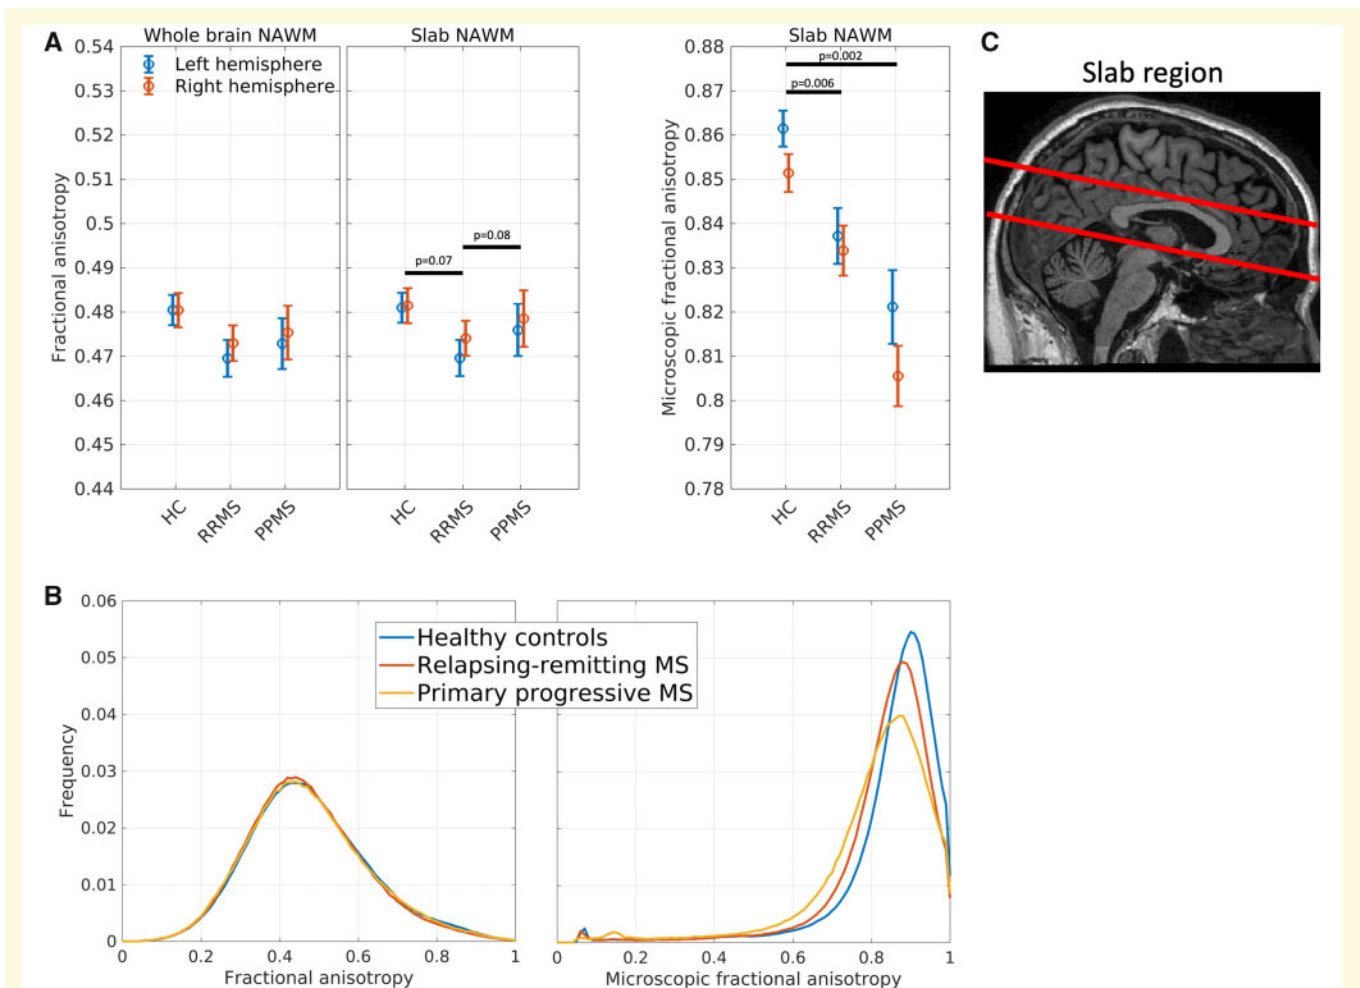 A
Whole brain NAWM
Slab NAWM
Slab NAWM
C
Left hemisphere
Right hemisphere
Fractional anisotropy
0.54
0.53
0.52
0.51
0.5
0.49
0.48
0.47
0.46
0.45
0.44
HC
RRMS
PPMS
p=0.07
p=0.08
HC
RRMS
PPMS
Microscopic fractional anisotropy
0.88
0.87
0.86
0.85
0.84
0.83
0.82
0.81
0.8
0.79
0.78
p=0.002
p=0.006
HC
RRMS
PPMS
Slab region
B
Frequency
0.06
0.05
0.04
0.03
0.02
0.01
0
Healthy controls
Relapsing-remitting MS
Primary progressive MS
0 0.2 0.4 0.6 0.8 1
Fractional anisotropy
0 0.2 0.4 0.6 0.8 1
Microscopic fractional anisotropy